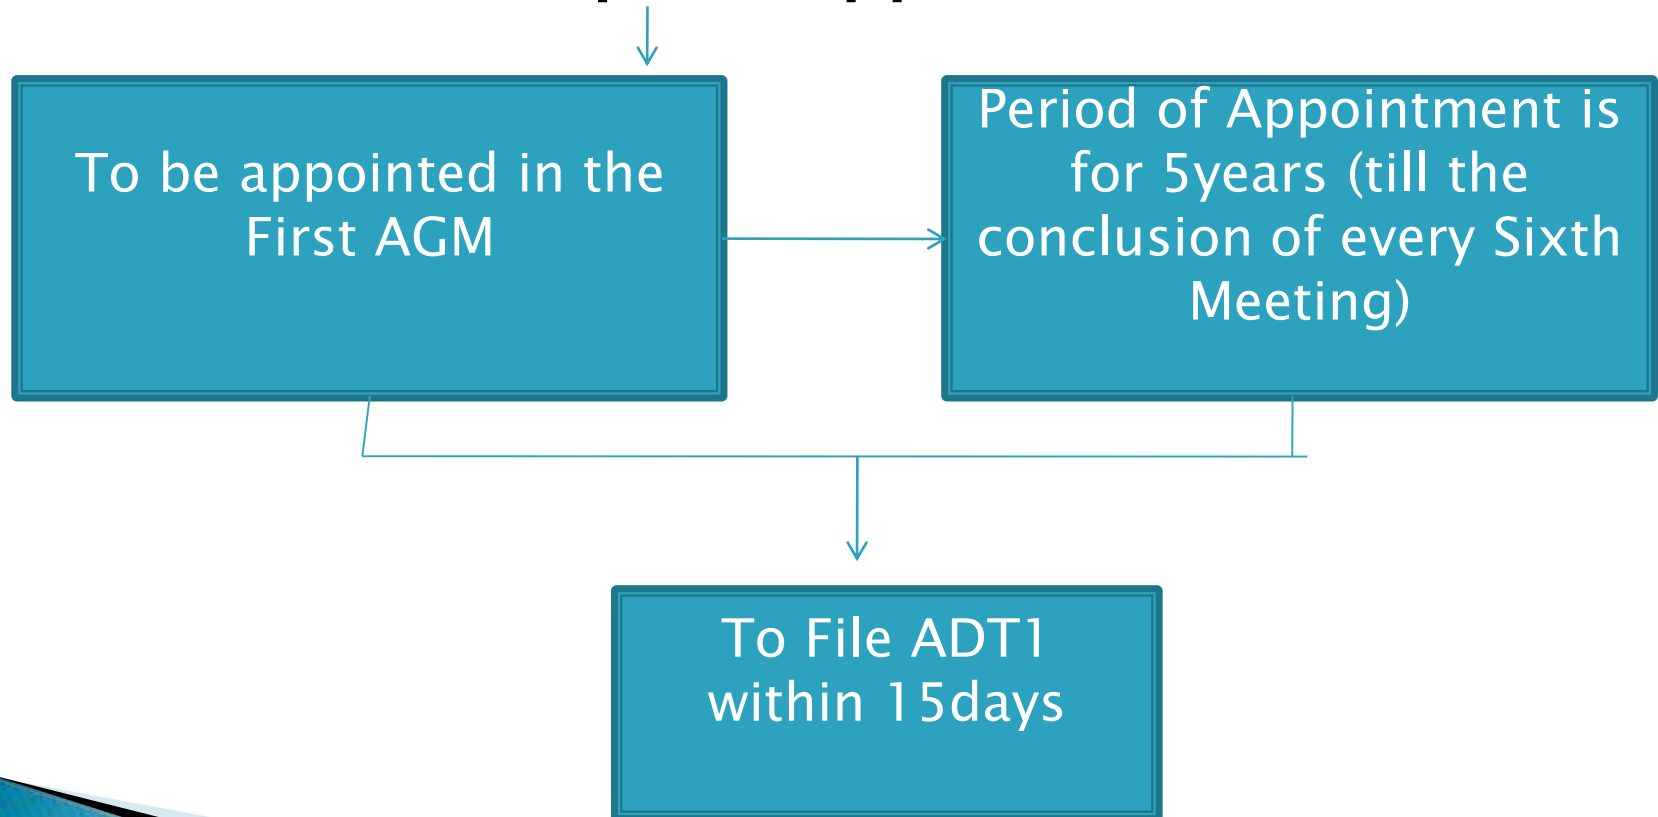 To be appointed in the
First AGM
Period of Appointment is
for 5years (till the
conclusion of every Sixth
Meeting)
To File ADT1
within 15days